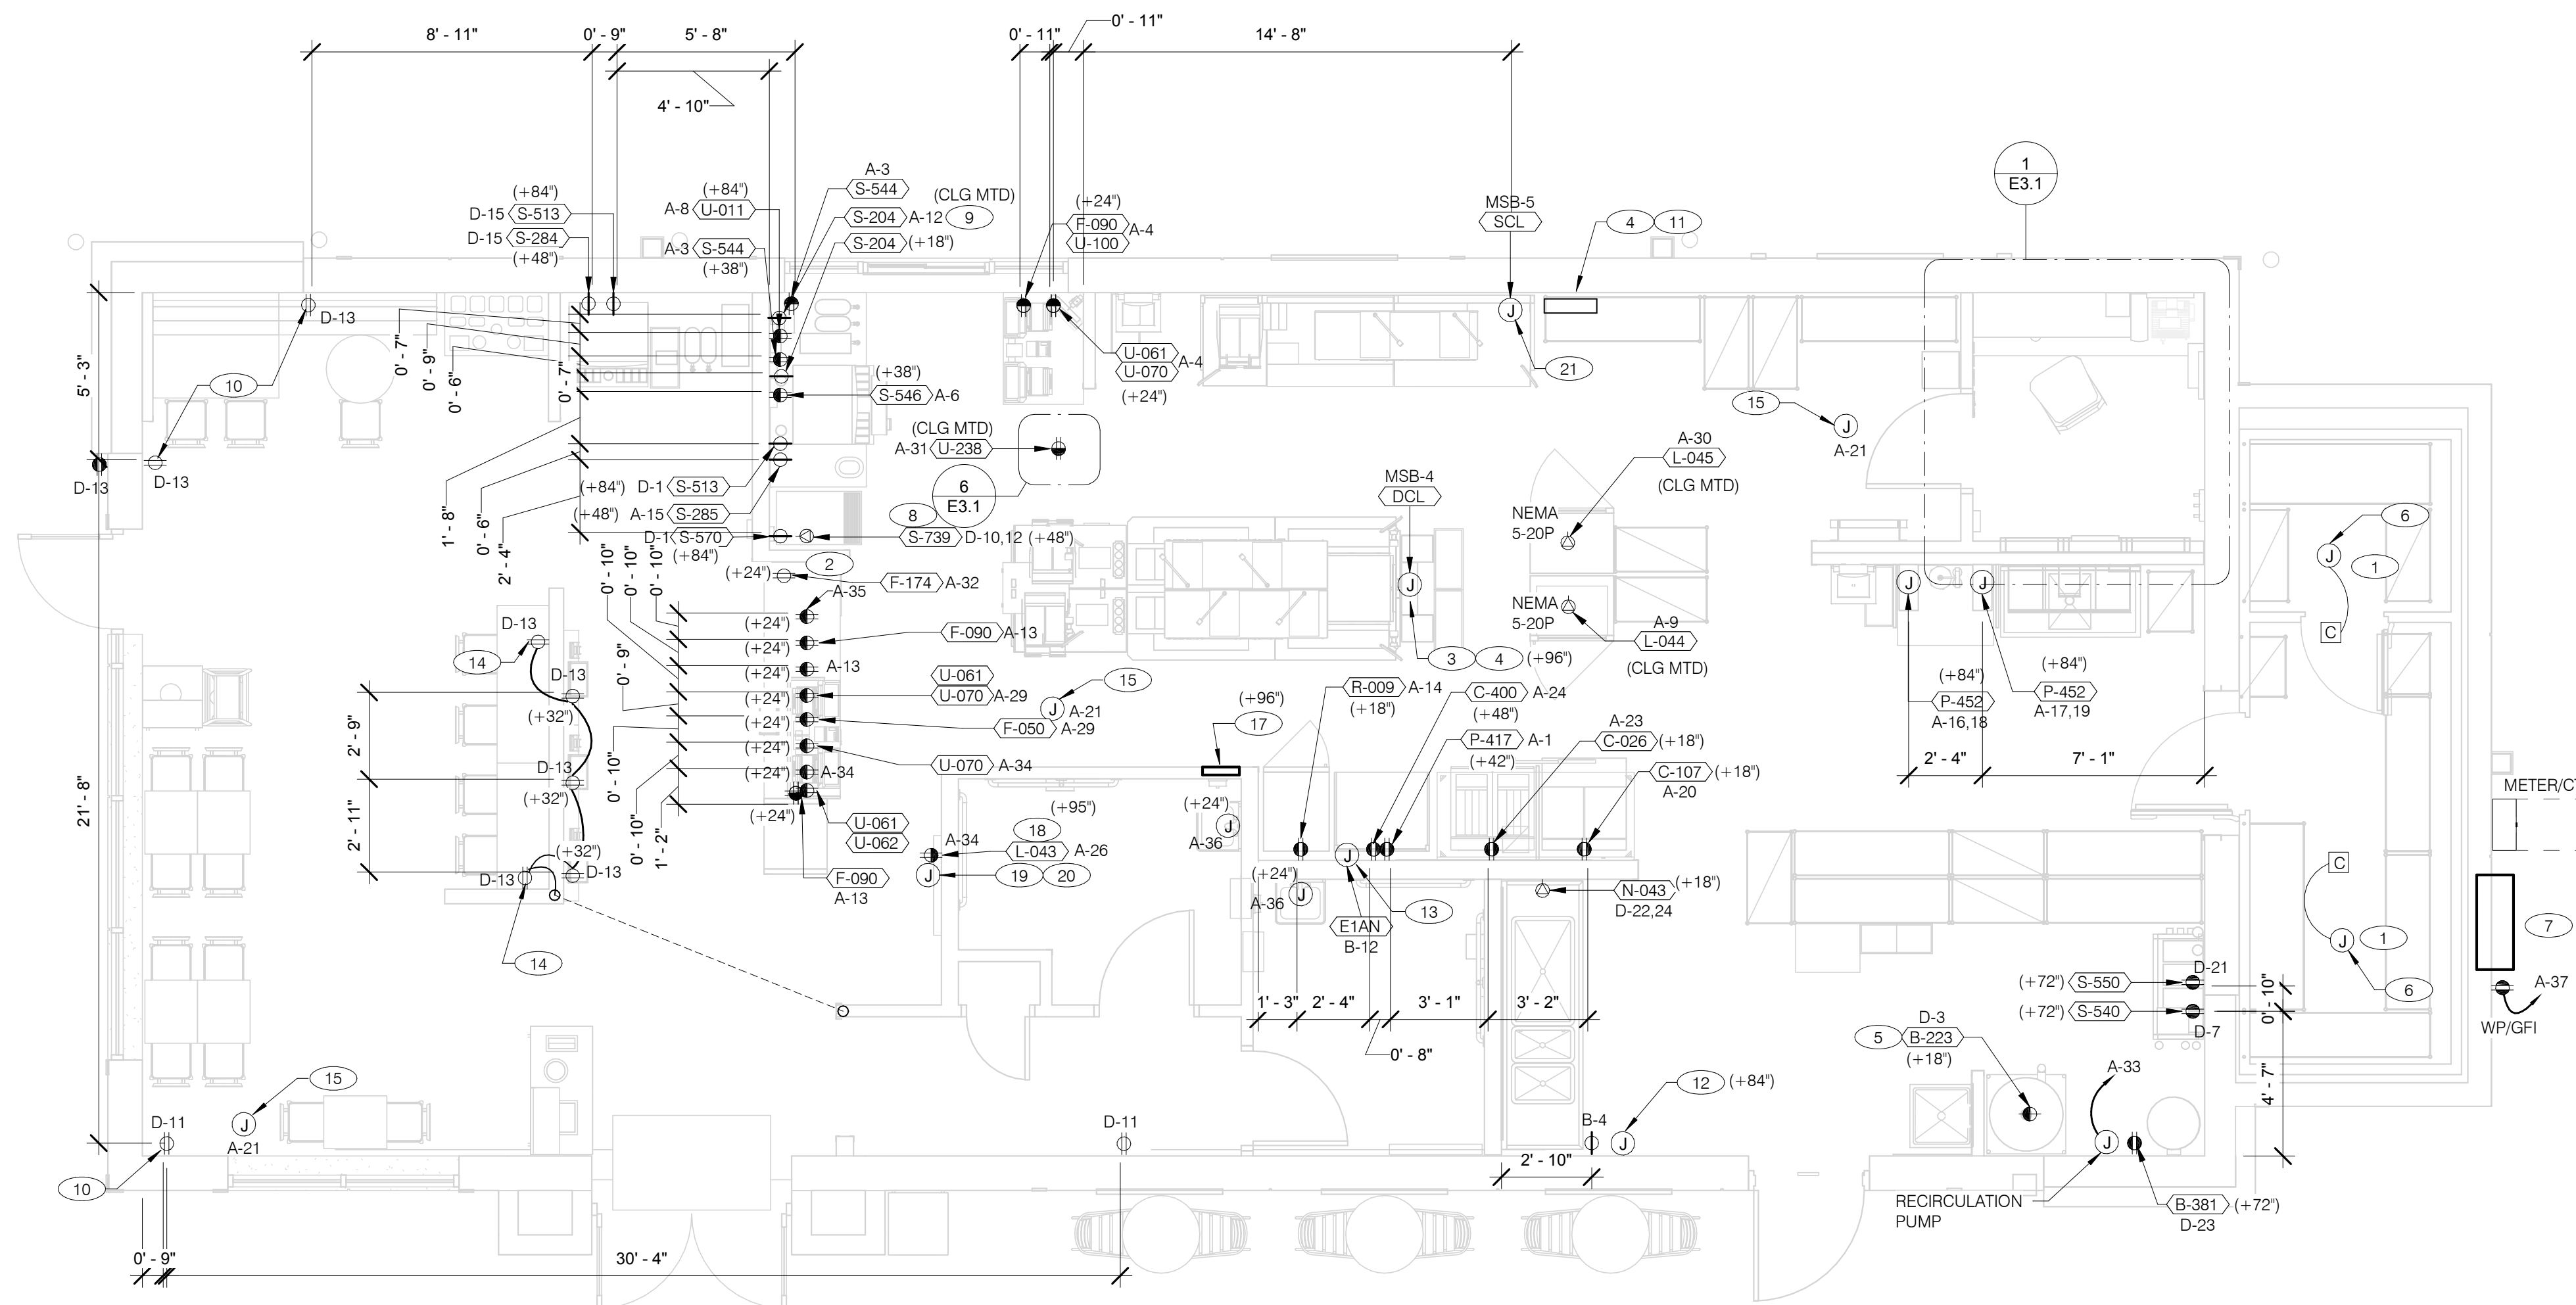 0' - 11"
8' - 11"
0' - 9"
5' - 8"
0' - 11"
14' - 8"
4' - 10"
1
E3.1
A-3
S-544
(CLG MTD)
(+84")
D-15 S-513
(+84")
A-8 U-011
S-204 A-12 9
(+24")
F-090 A-4
U-100
MSB-5
SCL
4 11
D-15 S-284
(+48")
A-3 S-544
(+38")
S-204 (+18")
D-13
0' - 7"
0' - 9"
0' - 6"
0' - 7"
J
21
U-061 A-4
U-070
(+24")
5' - 3"
10
(+38")
S-546 A-6
15
J
A-21
(CLG MTD)
A-31 U-238
A-30
L-045
(CLG MTD)
D-13
D-13
1' - 8"
0' - 6"
2' - 4"
(+84") D-1 S-513
(+48") A-15 S-285
6
E3.1
MSB-4
DCL
NEMA
5-20P
8
D-1 S-570
(+84")
S-739 D-10,12 (+48")
6
J
1
C
0' - 10"
0' - 10"
0' - 10"
2
(+24")
F-174 A-32
A-35
J
J
J
NEMA
5-20P
A-9
L-044
(CLG MTD)
D-13
14
(+24")
F-090 A-13
(+24")
(+24")
A-13
3 4 (+96")
0' - 9"
D-13
(+32")
(+24")
U-061
U-070 A-29
15
J
A-21
(+24")
F-050 A-29
(+96")
17
R-009 A-14
(+18")
C-400 A-24
(+48")
(+84")
P-452
A-16,18
(+84")
P-452
A-17,19
2' - 9"
(+24")
U-070 A-34
P-417 A-1
(+42")
A-23
C-026 (+18")
2' - 4"
7' - 1"
D-13
(+32")
0' - 10"
(+24")
A-34
C-107 (+18")
A-20
METER/CT
21' - 8"
2' - 11"
0' - 10"
1' - 2"
(+24")
U-061
U-062
(+95")
18
A-34
L-043 A-26
J
19 20
(+24")
J
A-36
J
(+32")
D-13
D-13
F-090
A-13
(+24")
J
A-36
13
E1AN
B-12
N-043 (+18")
D-22,24
C
J
1
7
14
6
1' - 3"
2' - 4"
3' - 1"
3' - 2"
0' - 8"
D-21
(+72") S-550
(+72") S-540
D-7
0' - 10"
A-37
WP/GFI
D-3
5 B-223
(+18")
A-33
4' - 7"
15
J
A-21
12 (+84")
D-11
10
D-11
B-4
J
J
2' - 10"
RECIRCULATION
PUMP
B-381 (+72")
D-23
0' - 9"
30' - 4"